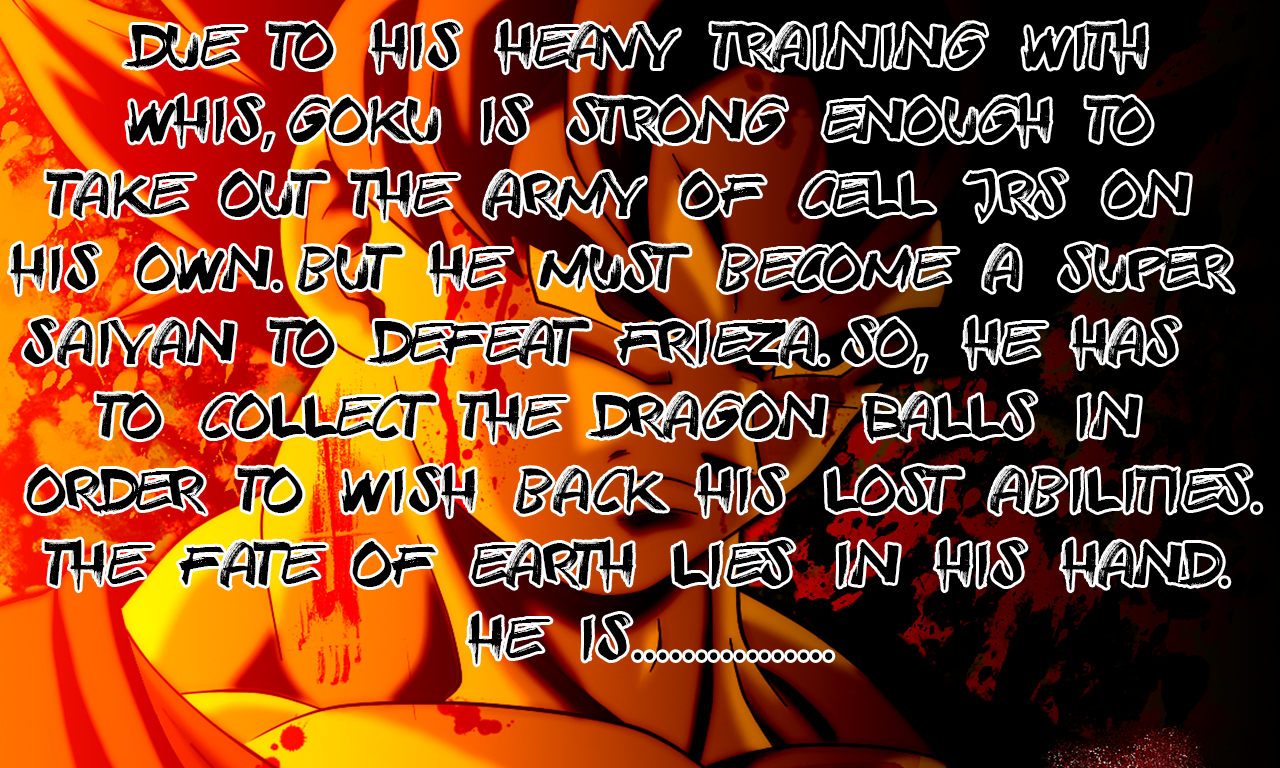 DUE TO HIS HEAVY TRAINING WITH
WHIS, GOKU IS STRONG ENOUGH TO
TAKE OUT THE ARMY OF CELL JRS ON
HIS OWN. BUT HE MUST BECOME A SUPER
SAIYAN TO DEFEAT FRIEZA. SO, HE HAS
TO COLLECT THE DRAGON BALLS IN
ORDER TO WISH BACK HIS LOST ABILITIES.
THE FATE OF EARTH LIES IN HIS HAND.
HE IS................